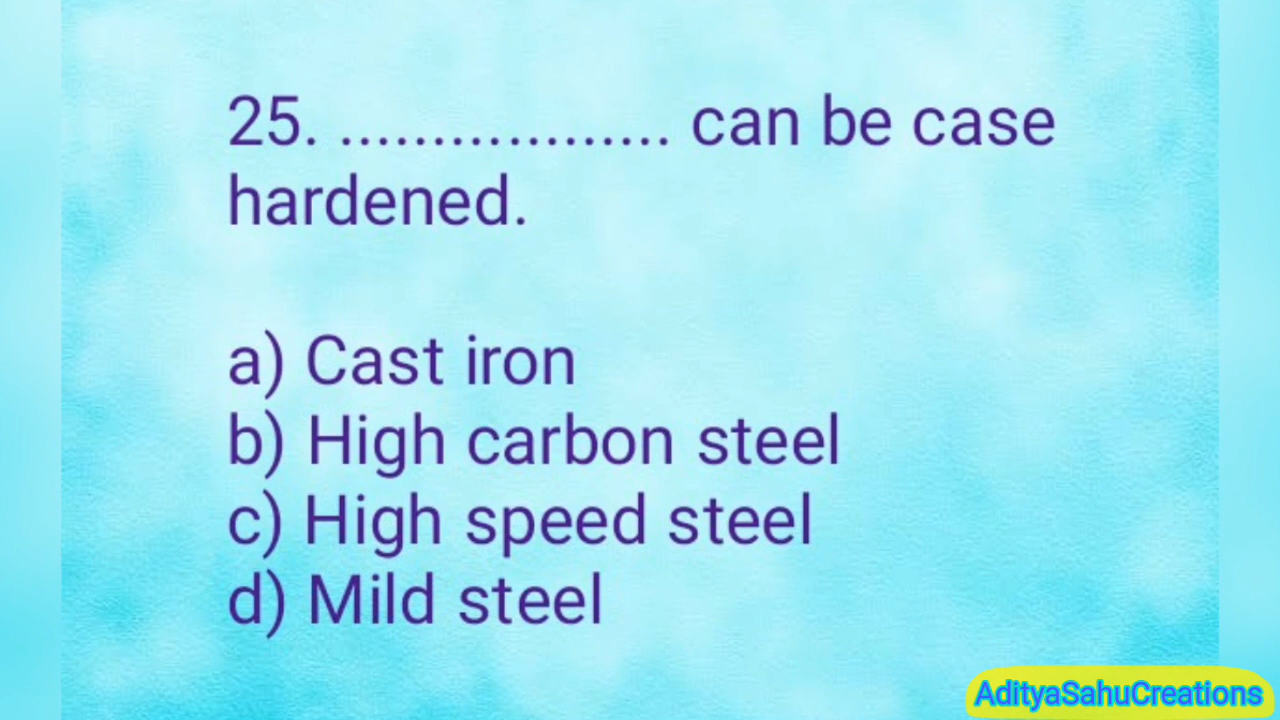 25. .................. can be case
hardened.
a) Cast iron
b) High carbon steel
c) High speed steel
d) Mild steel
AdityaSahuCreations